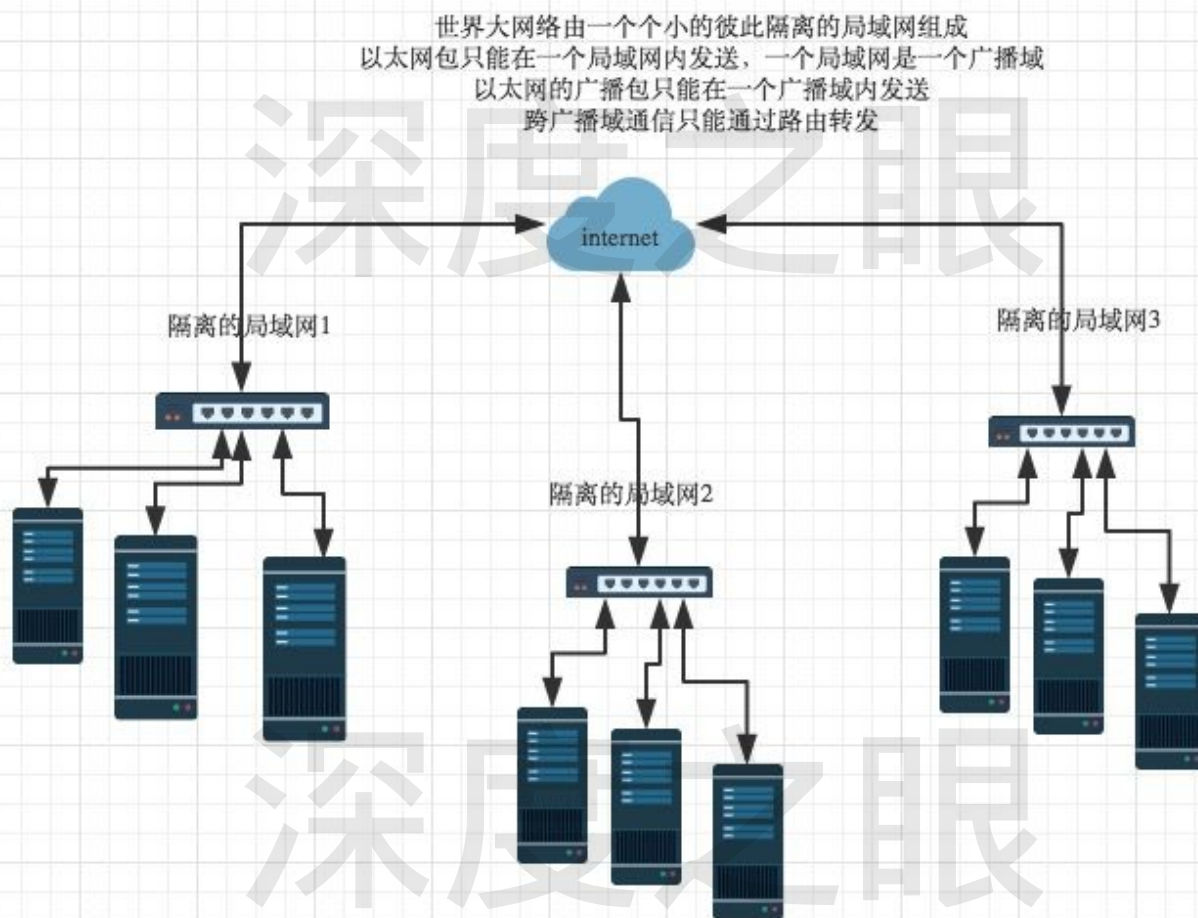 世界大网络由一个个小的彼此隔离的局域网组成
以太网包只能在一个局域网内发送，一个局域网是一个广播域
以太网的广播包只能在一个广播域内发送
跨广播域通信只能通过路由转发
深度之眼
internet
隔离的局域网1
隔离的局域网3
隔离的局域网2
深度之眼